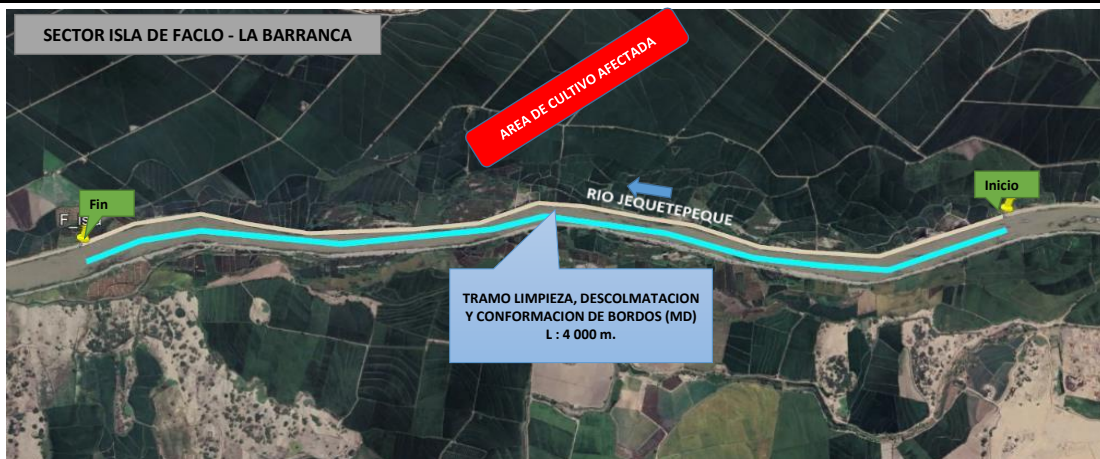 SECTOR ISLA DE FACLO - LA BARRANCA
AREA DE CULTIVO AFECTADA
Inicio
RIO JEQUETEPEQUE
Fin
TRAMO LIMPIEZA, DESCOLMATACION
Y CONFORMACION DE BORDOS (MD)
L : 4 000 m.